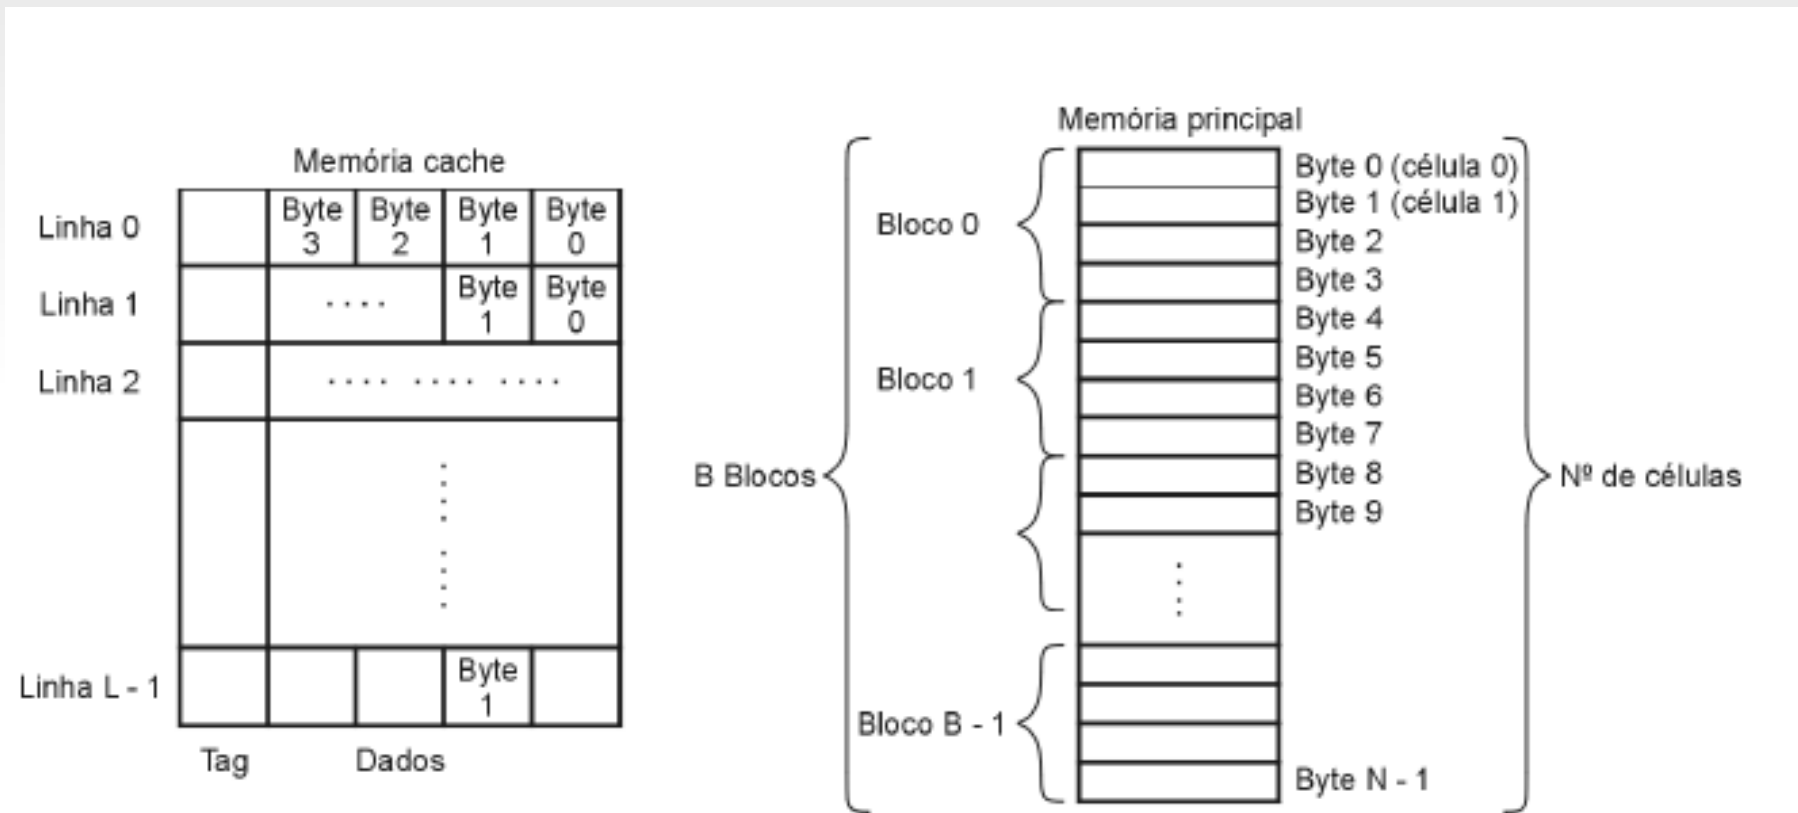 Memória cache
Linha 0
Byte 3
Byte 2
Byte 1
Byte 0
Linha 1
....
Byte 1
Byte 0
Linha 2
.... .... ....
Linha L - 1
Byte 1
Tag
Dados
Memória principal
B Blocos
Bloco 0
Bloco 1
Bloco B - 1
Byte 0 (célula 0)
Byte 1 (célula 1)
Byte 2
Byte 3
Byte 4
Byte 5
Byte 6
Byte 7
Byte 8
Byte 9
Byte N - 1
Nº de células